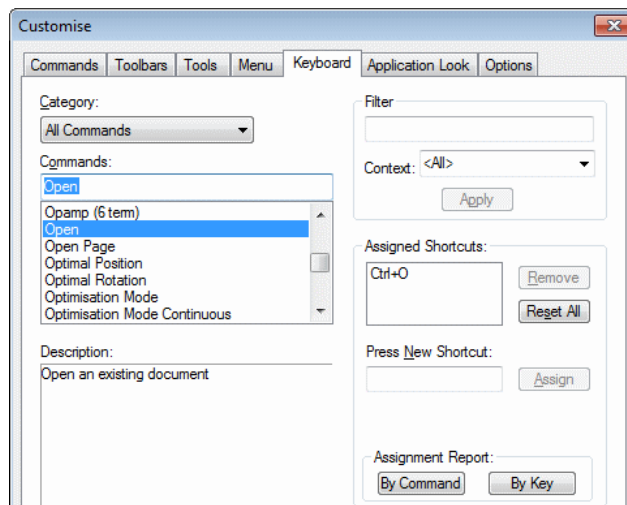 Customise
Commands Toolbars Tools Menu Keyboard Application Look Options
Category:
All Commands
Commands:
Open
Opamp (6 term)
Open
Open Page
Optimal Position
Optimal Rotation
Optimisation Mode
Optimisation Mode Continuous
Description:
Open an existing document
Filter
Context: <All>
Apply
Assigned Shortcuts:
Ctrl+O
Remove
Reset All
Press New Shortcut:
Assign
Assignment Report:
By Command By Key